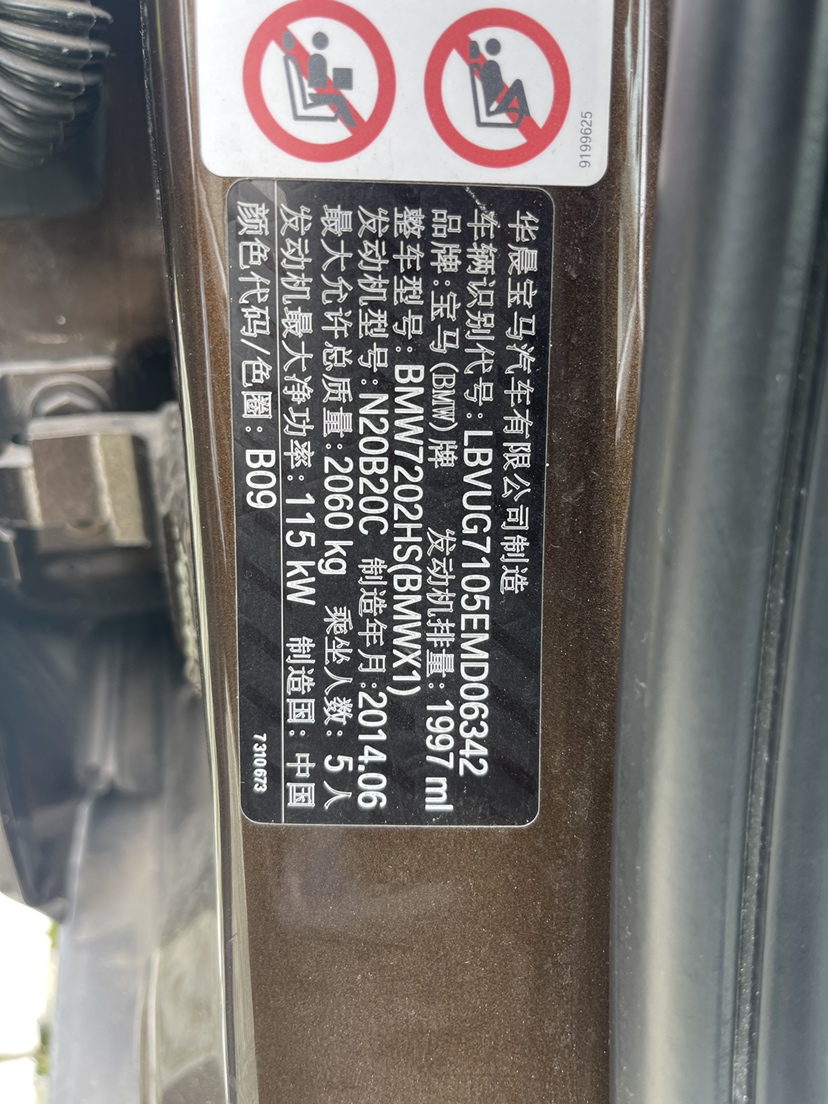 9199625
华晨宝马汽车有限公司制造
车辆识别代号:LBVUG7105EMD06342
品牌:宝马(BMW)牌 发动机排量:1997 ml
整车型号:BMW7202HS(BMWX1)
发动机型号:N20B20C 制造年月:2014.06
最大允许总质量:2060 kg 乘坐人数:5人
发动机最大净功率:115 kW 制造国:中国
颜色代码/色圈:B09
7310673